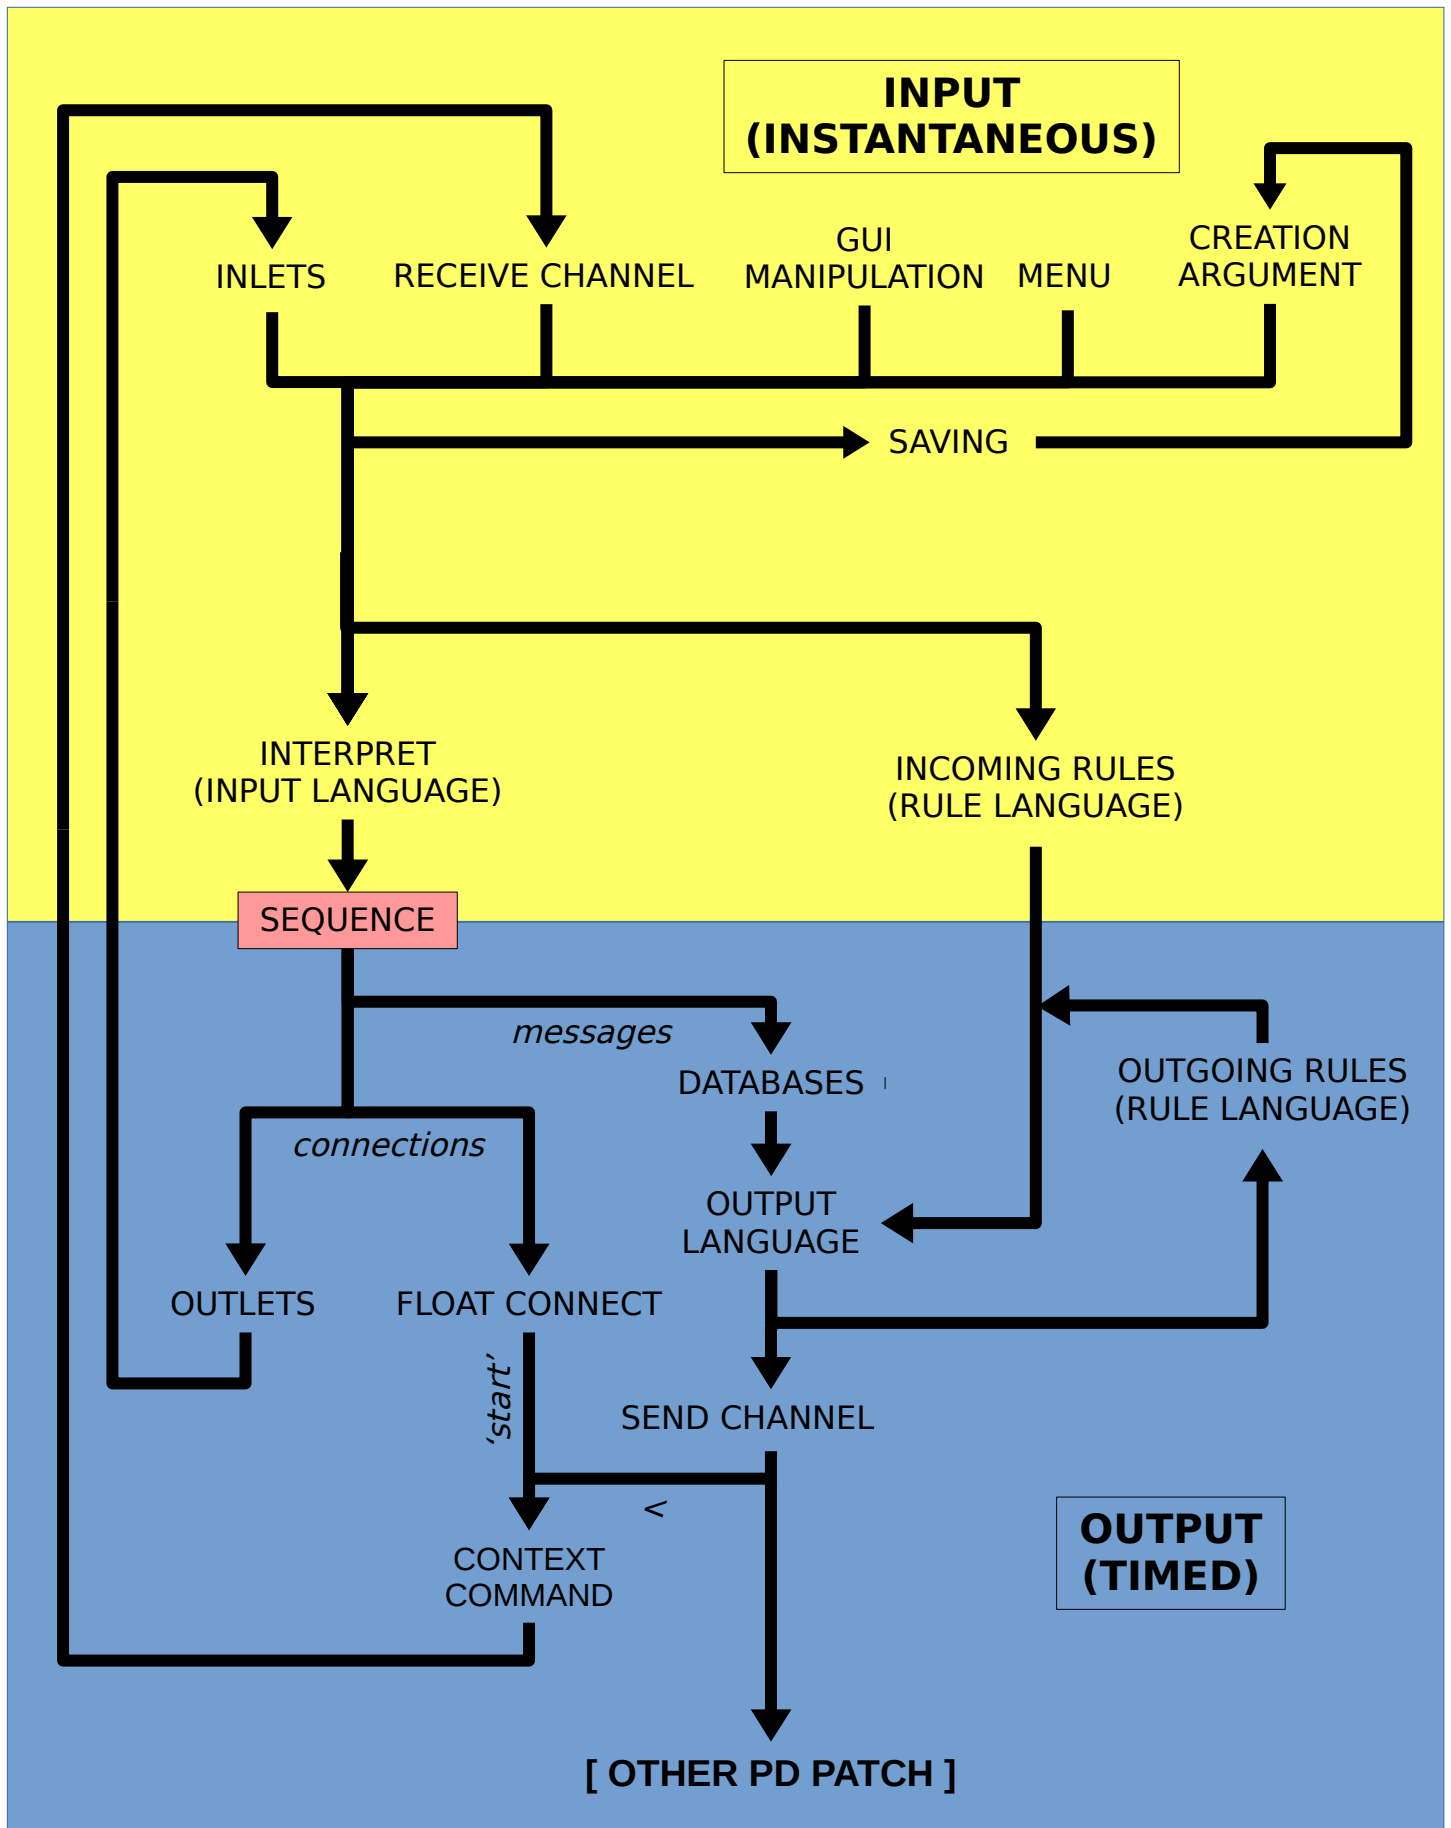 INPUT
(INSTANTANEOUS)
INLETS
RECEIVE CHANNEL
GUI
MANIPULATION
MENU
CREATION
ARGUMENT
SAVING
INTERPRET
(INPUT LANGUAGE)
INCOMING RULES
(RULE LANGUAGE)
SEQUENCE
messages
DATABASES
OUTGOING RULES
(RULE LANGUAGE)
connections
OUTPUT
LANGUAGE
OUTLETS
FLOAT CONNECT
‘start’
SEND CHANNEL
<
CONTEXT
COMMAND
OUTPUT
(TIMED)
[ OTHER PD PATCH ]